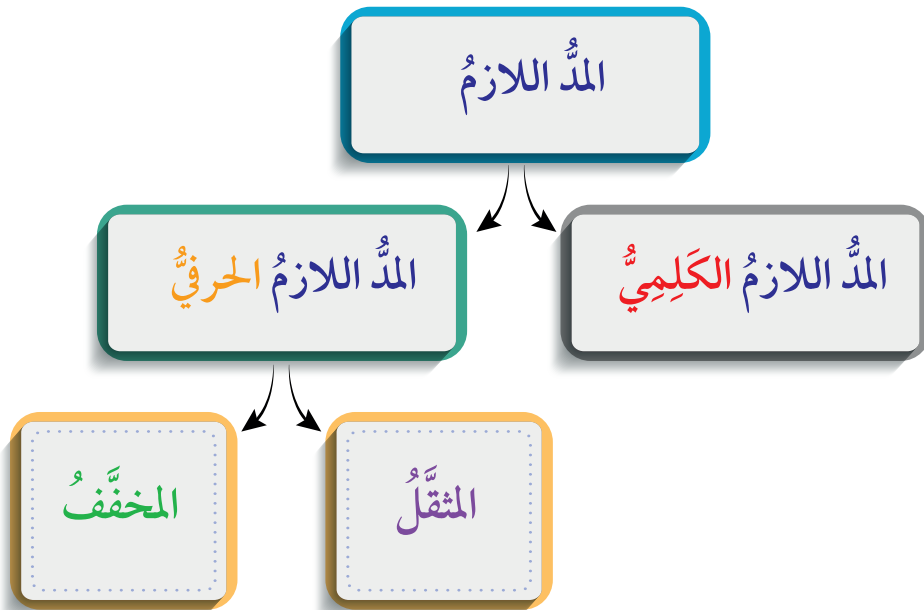 المدُّ اللازمُ
المدُّ اللازمُ الكَلِمِيُّ
المدُّ اللازمُ الحرفيُّ
المثقَّلُ
المخفَّفُ